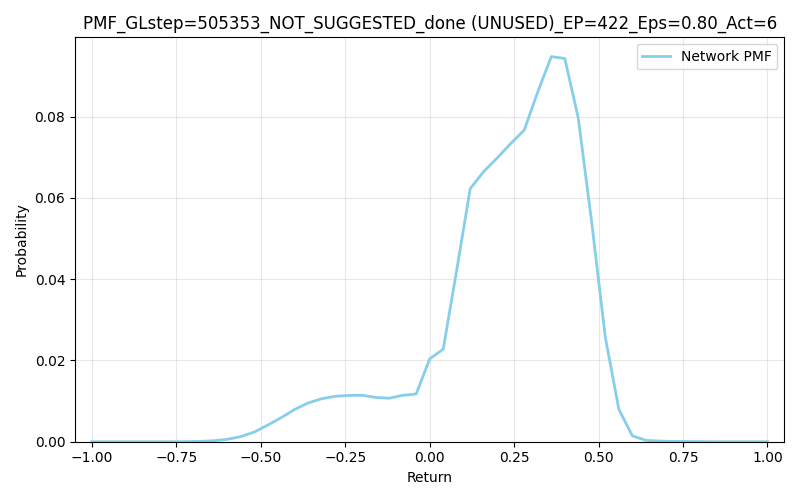 PMF_GLstep=505353_NOT_SUGGESTED_done (UNUSED)_EP=422_Eps=0.80_Act=6
Network PMF
Probability
0.08
0.06
0.04
0.02
0.00
−1.00 −0.75 −0.50 −0.25 0.00 0.25 0.50 0.75 1.00
Return